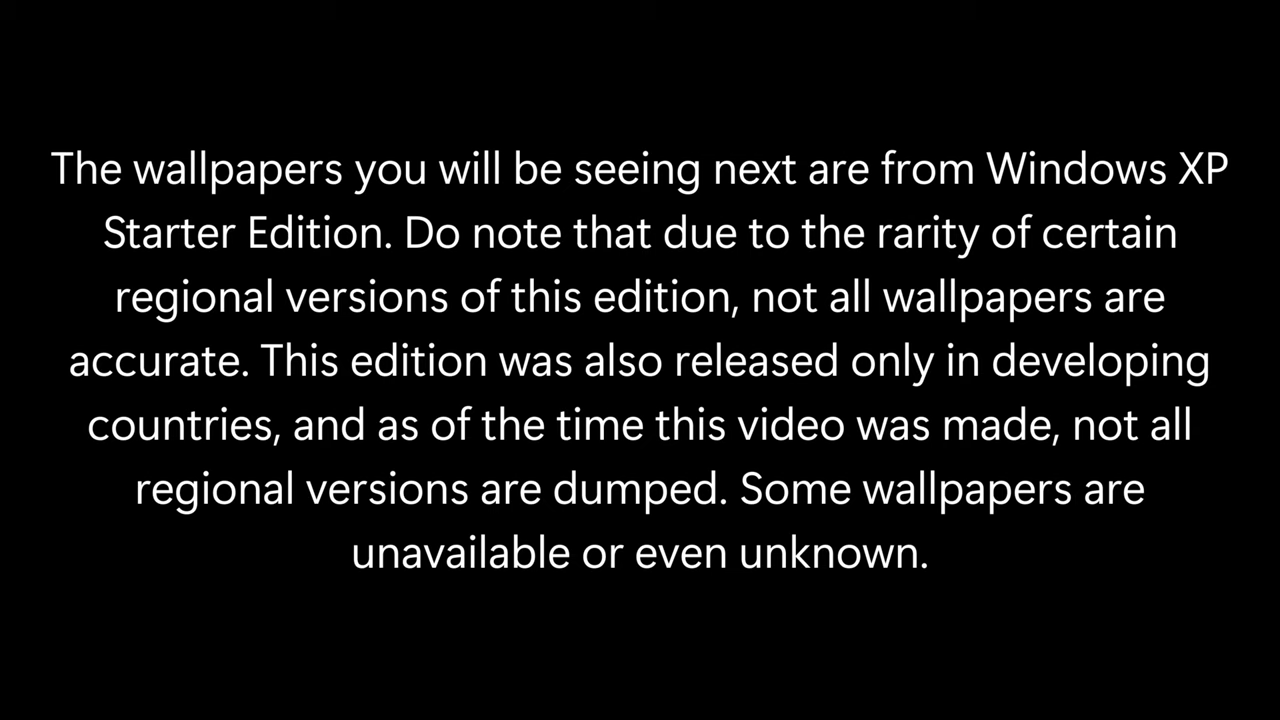 The wallpapers you will be seeing next are from Windows XP
Starter Edition. Do note that due to the rarity of certain
regional versions of this edition, not all wallpapers are
accurate. This edition was also released only in developing
countries, and as of the time this video was made, not all
regional versions are dumped. Some wallpapers are
unavailable or even unknown.